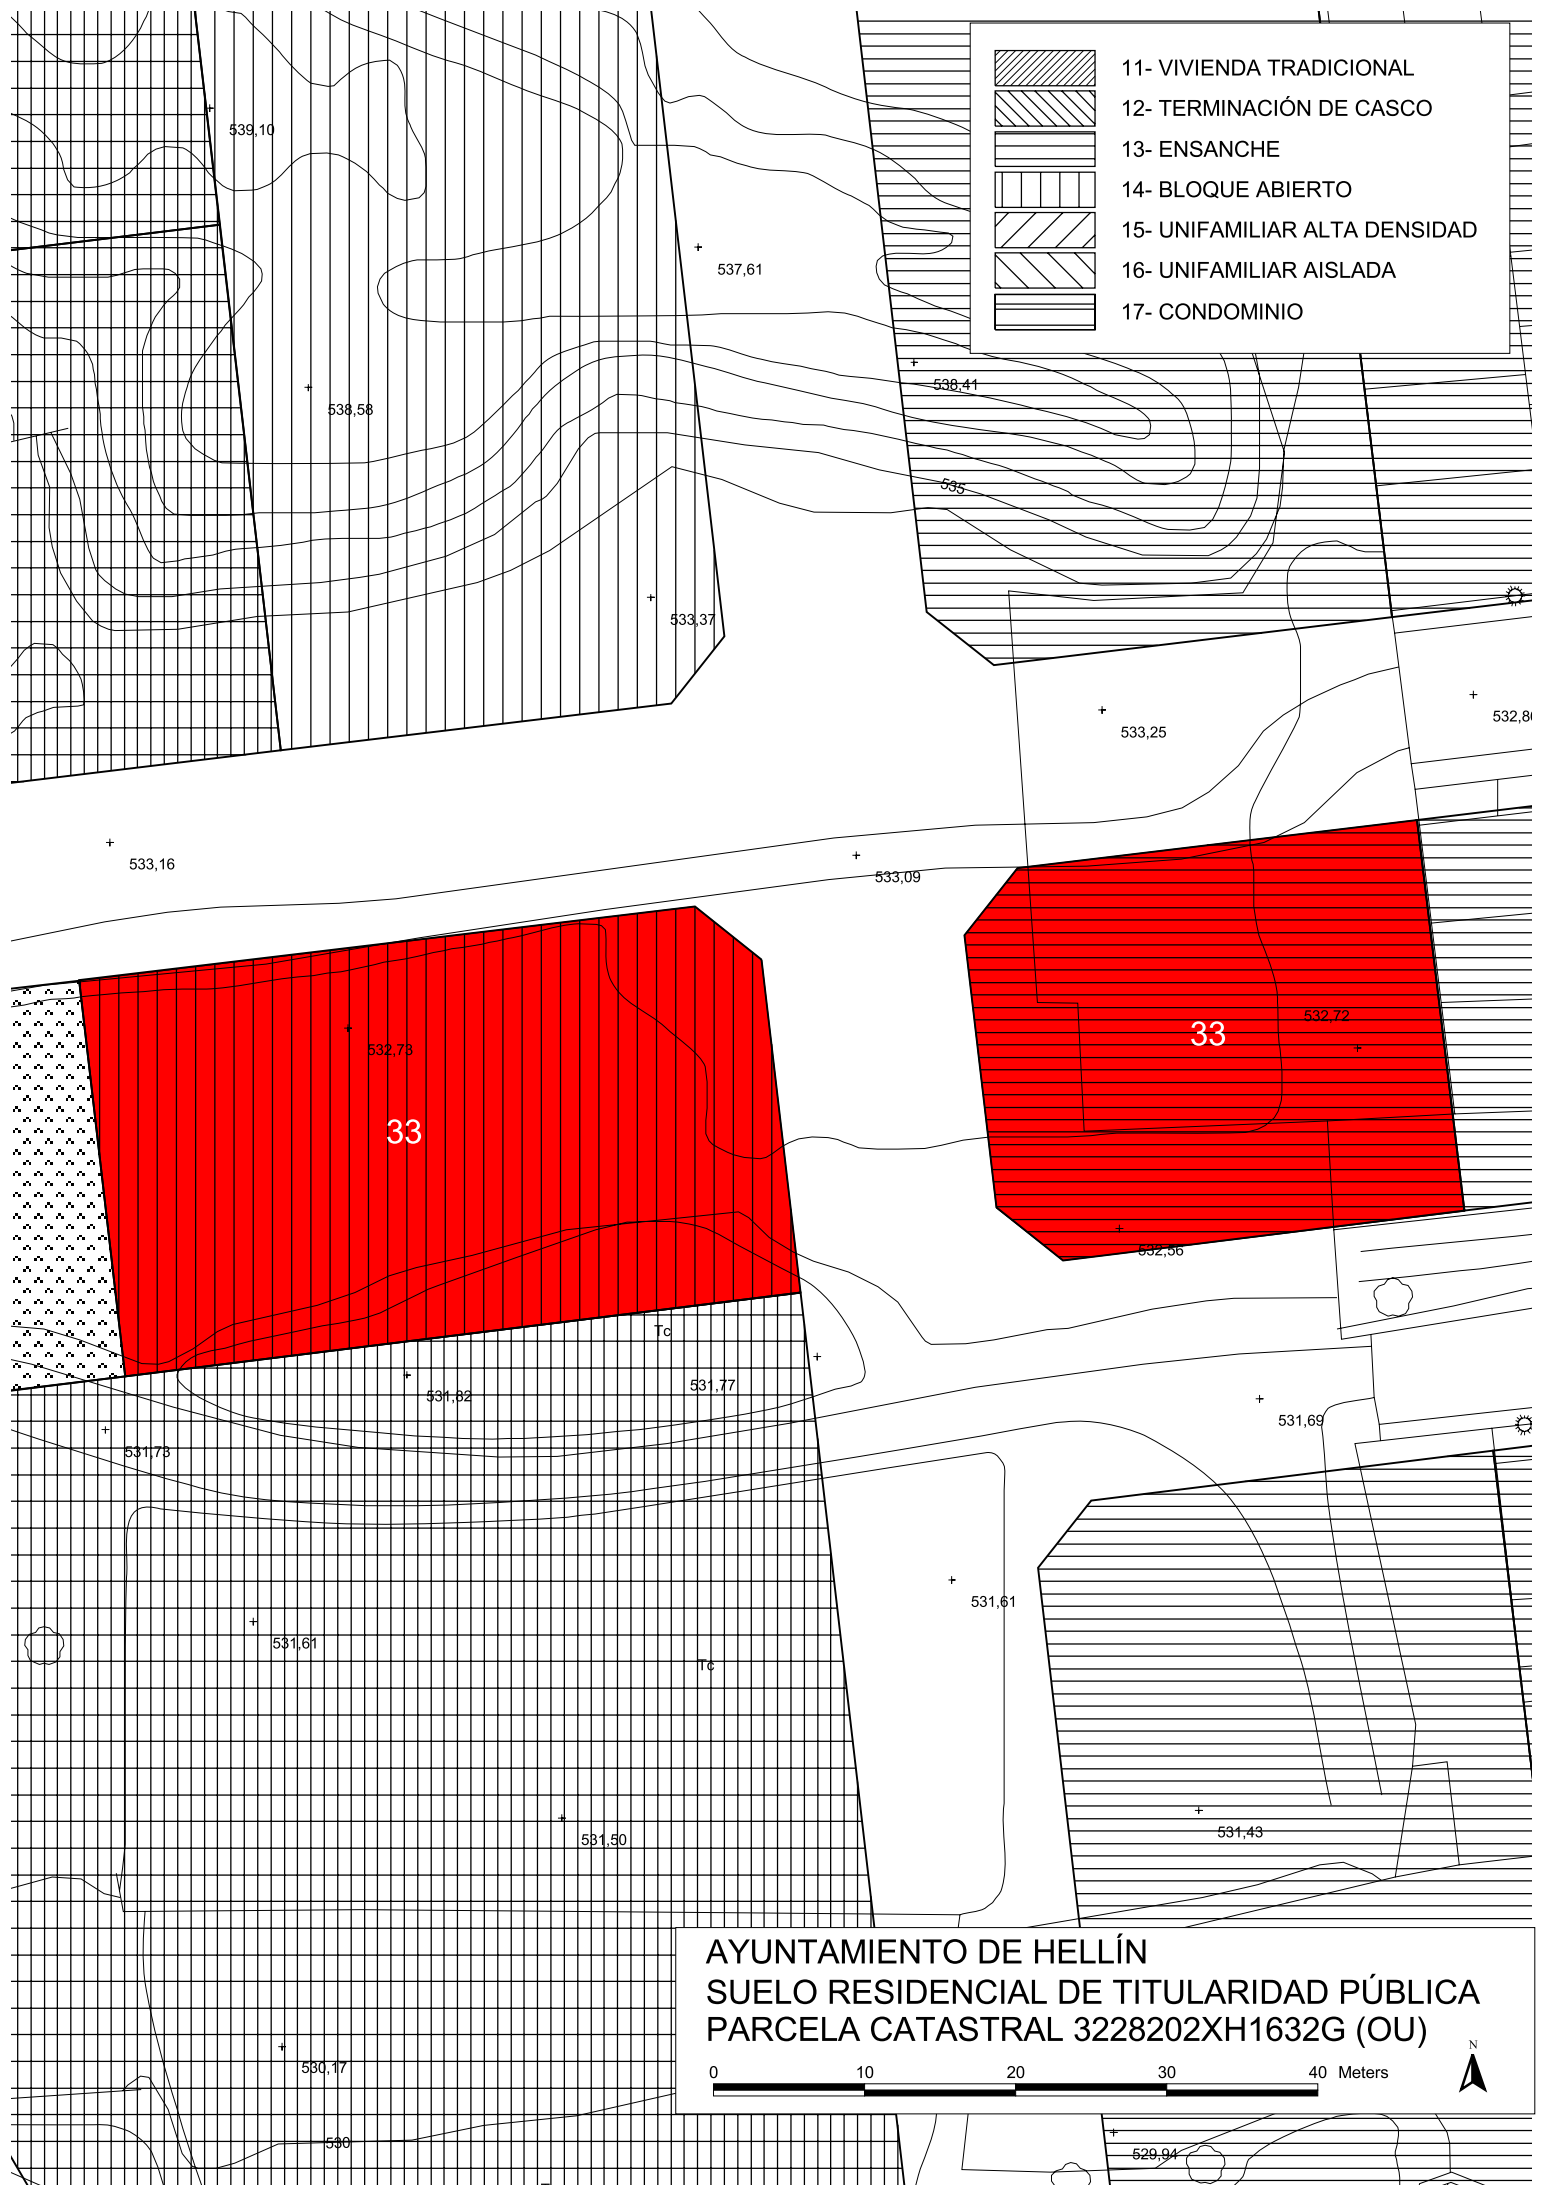 11- VIVIENDA TRADICIONAL
12- TERMINACIÓN DE CASCO
13- ENSANCHE
14- BLOQUE ABIERTO
15- UNIFAMILIAR ALTA DENSIDAD
16- UNIFAMILIAR AISLADA
17- CONDOMINIO
539,10
537,61
538,41
538,58
535
533,37
533,25
533,16
533,09
532,72
33
532,73
33
532,56
Tc
531,77
531,82
531,69
531,73
531,61
531,61
Tc
531,50
531,43
AYUNTAMIENTO DE HELLÍN
SUELO RESIDENCIAL DE TITULARIDAD PÚBLICA
PARCELA CATASTRAL 3228202XH1632G (OU)
N
0 10 20 30 40 Meters
530,17
530
529,94